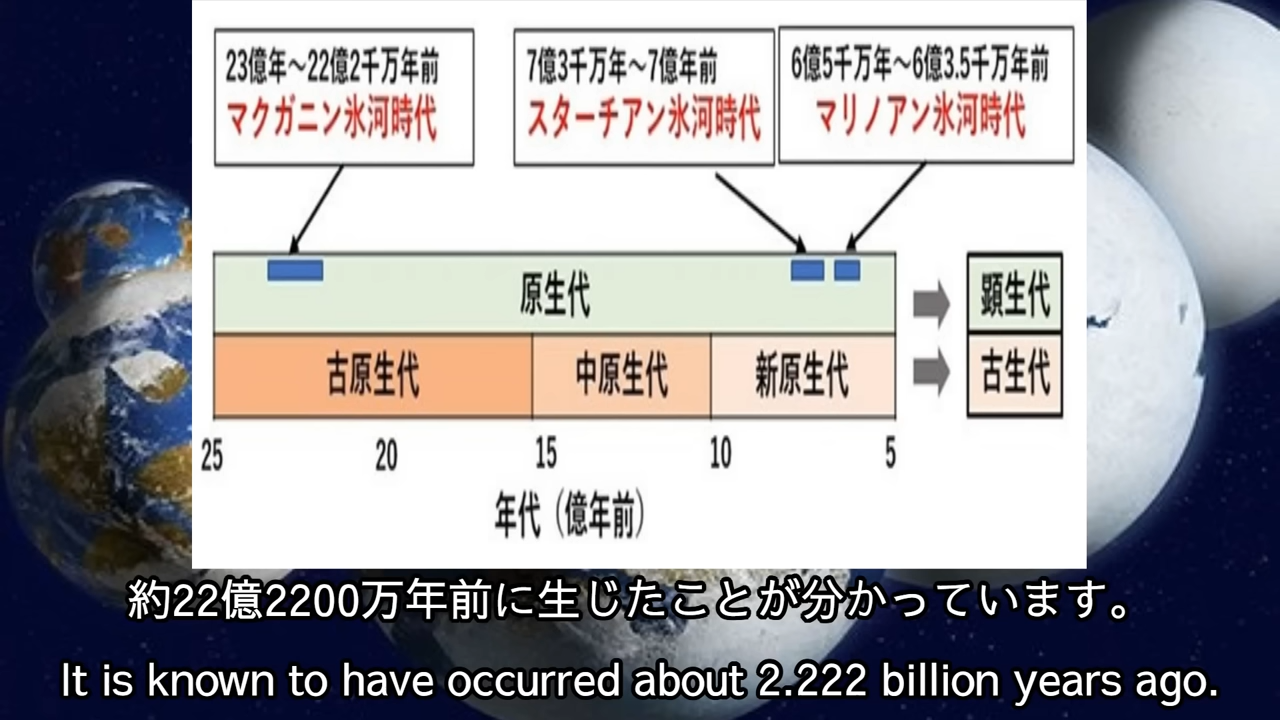 23億年～22億2千万年前
マクガニン氷河時代
7億3千万年～7億年前
スターチアン氷河時代
6億5千万年～6億3.5千万年前
マリノアン氷河時代
原生代
顕生代
古原生代
中原生代
新原生代
古生代
25
20
15
10
5
年代（億年前）
約22億2200万年前に生じたことが分かっています。
It is known to have occurred about 2.222 billion years ago.